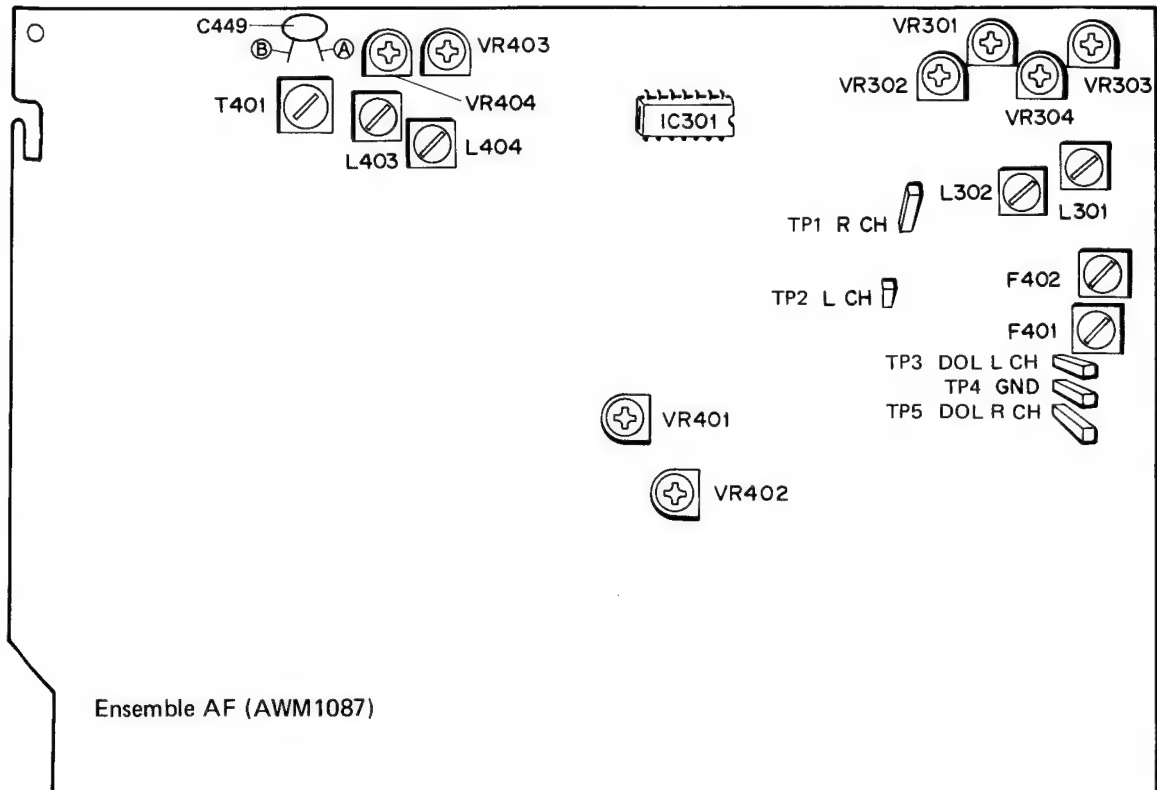 C449
Ⓑ Ⓐ
VR403
VR404
T401
L403
L404
IC301
VR301
VR302
VR303
VR304
L302
L301
TP1 R CH
TP2 L CH
F402
F401
TP3 DOL L CH
TP4 GND
TP5 DOL R CH
VR401
VR402
Ensemble AF (AWM1087)